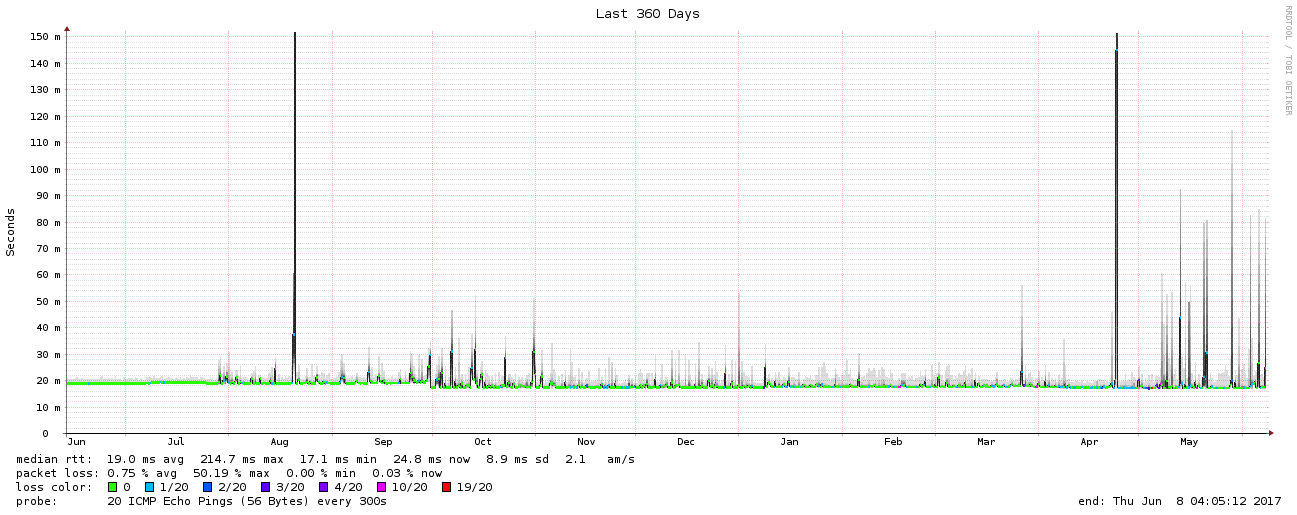 Last 360 Days
RRDTOOL / TOBI OETIKER
Seconds
150 m
140 m
130 m
120 m
110 m
100 m
90 m
80 m
70 m
60 m
50 m
40 m
30 m
20 m
10 m
0
Jun Jul Aug Sep Oct Nov Dec Jan Feb Mar Apr May
median rtt: 19.0 ms avg 214.7 ms max 17.1 ms min 24.8 ms now 8.9 ms sd 2.1 am/s
packet loss: 0.75 % avg 50.19 % max 0.00 % min 0.03 % now
loss color: 0 1/20 2/20 3/20 4/20 10/20 19/20
probe: 20 ICMP Echo Pings (56 Bytes) every 300s
end: Thu Jun 8 04:05:12 2017